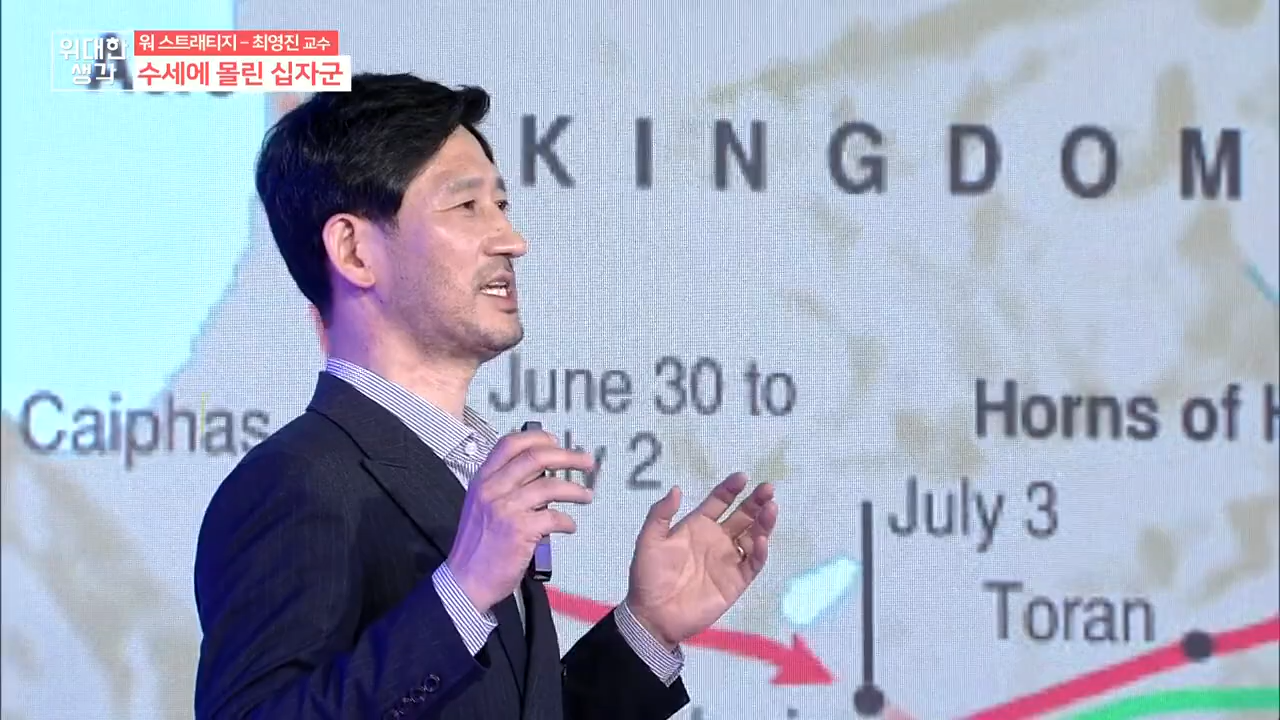 위대한
생각
워 스트래티지 – 최영진 교수
수세에 몰린 십자군
KINGDOM
June 30 to
July 2
Caiphas
Horns of
July 3
Toran